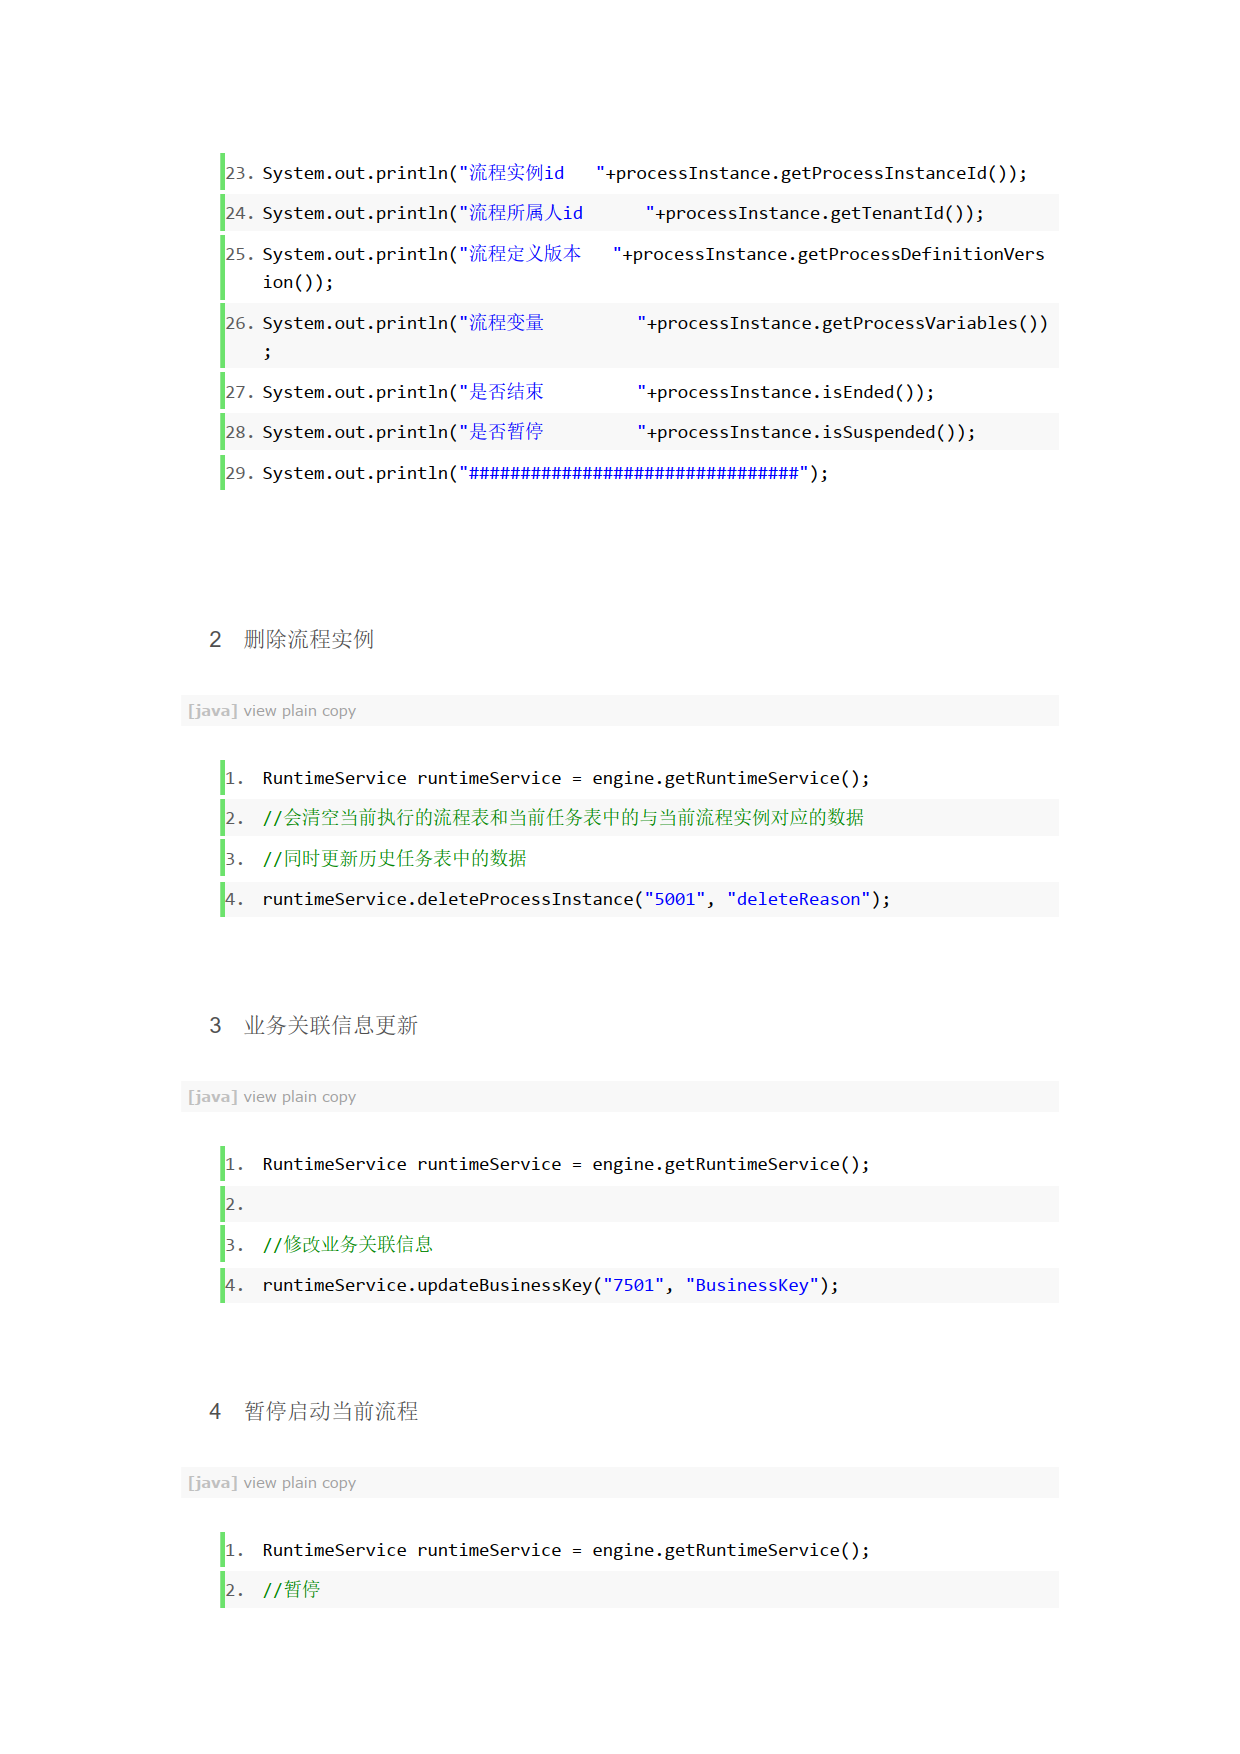 23. System.out.println("流程实例id   "+processInstance.getProcessInstanceId());
24. System.out.println("流程所属人id      "+processInstance.getTenantId());
25. System.out.println("流程定义版本   "+processInstance.getProcessDefinitionVers
ion());
26. System.out.println("流程变量         "+processInstance.getProcessVariables())
;
27. System.out.println("是否结束         "+processInstance.isEnded());
28. System.out.println("是否暂停         "+processInstance.isSuspended());
29. System.out.println("################################");
2 删除流程实例
[java] view plain copy
1. RuntimeService runtimeService = engine.getRuntimeService();
2. //会清空当前执行的流程表和当前任务表中的与当前流程实例对应的数据
3. //同时更新历史任务表中的数据
4. runtimeService.deleteProcessInstance("5001", "deleteReason");
3 业务关联信息更新
[java] view plain copy
1. RuntimeService runtimeService = engine.getRuntimeService();
2.
3. //修改业务关联信息
4. runtimeService.updateBusinessKey("7501", "BusinessKey");
4 暂停启动当前流程
[java] view plain copy
1. RuntimeService runtimeService = engine.getRuntimeService();
2. //暂停